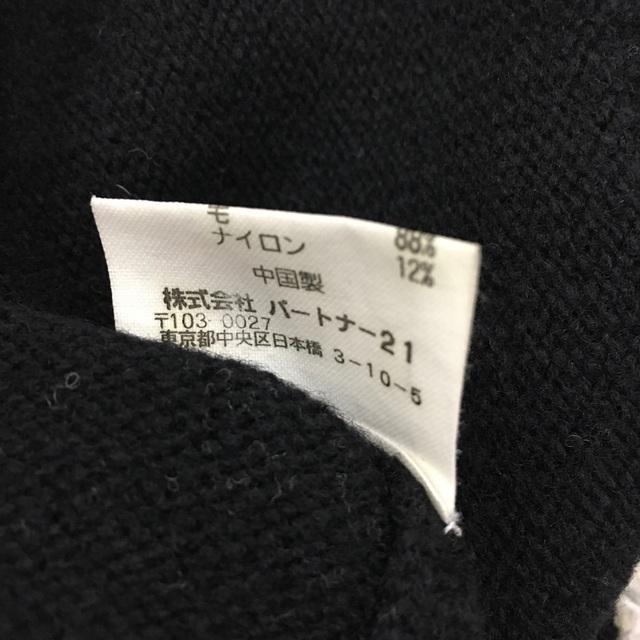 毛 88%
ナイロン 12%
中国製
株式会社 パートナー21
〒103 0027
東京都中央区日本橋 3-10-5